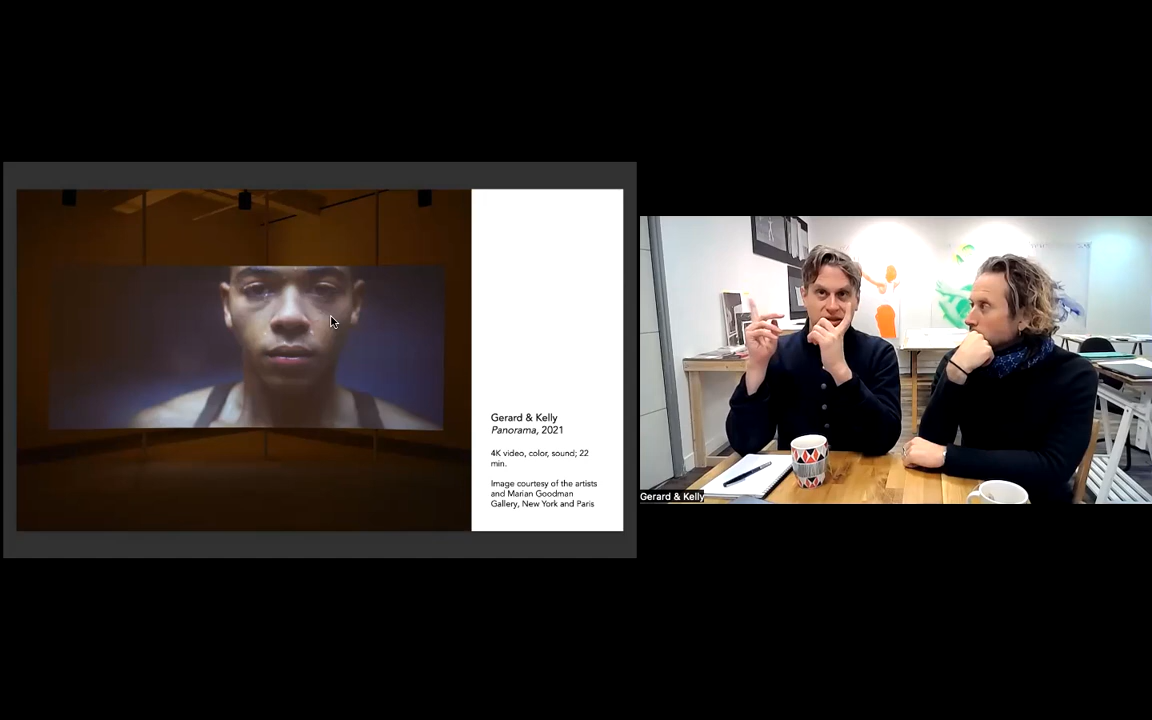 Gerard & Kelly
Panorama, 2021
4K video, color, sound; 22
min.
Image courtesy of the artists
and Marian Goodman
Gallery, New York and Paris
Gerard & Kelly